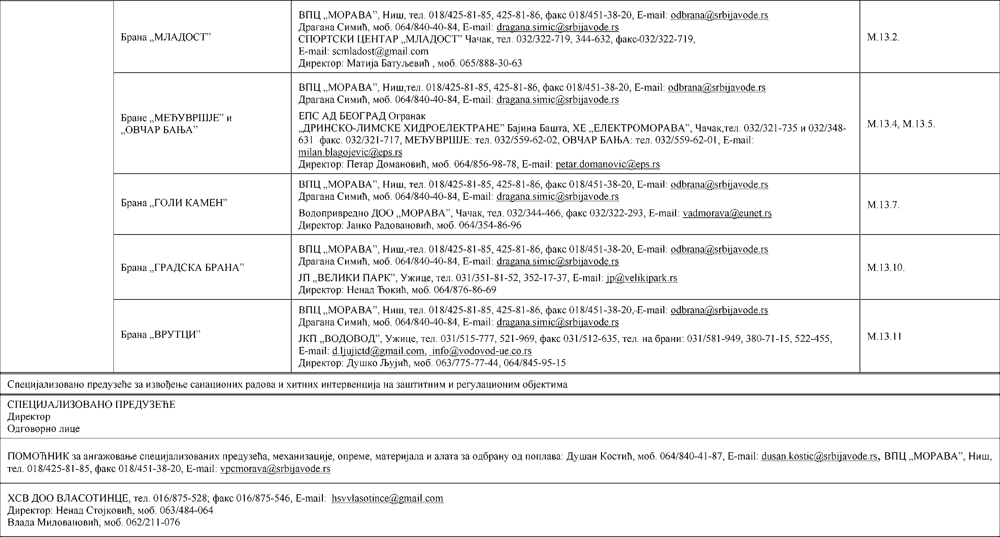 Брана „МЛАДОСТ”
ВПЦ „МОРАВА”, Ниш, тел. 018/425-81-85, 425-81-86, факс 018/451-38-20, E-mail: odbrana@srbijavode.rs
Драгана Симић, моб. 064/840-40-84, E-mail: dragana.simic@srbijavode.rs
СПОРТСКИ ЦЕНТАР „МЛАДОСТ” Чачак, тел. 032/322-719, 344-632, факс-032/322-719,
E-mail: scmladost@gmail.com
Директор: Матија Батуљевић , моб. 065/888-30-63
М.13.2.
Бране „МЕЂУВРШЈЕ” и
„ОВЧАР БАЊА”
ВПЦ „МОРАВА”, Ниш,тел. 018/425-81-85, 425-81-86, факс 018/451-38-20, E-mail: odbrana@srbijavode.rs
Драгана Симић, моб. 064/840-40-84, E-mail: dragana.simic@srbijavode.rs
ЕПС АД БЕОГРАД Огранак
„ДРИНСКО-ЛИМСКЕ ХИДРОЕЛЕКТРАНЕ” Бајина Башта, ХЕ „ЕЛЕКТРОМОРАВА”, Чачак,тел. 032/321-735 и 032/348-
631 факс. 032/321-717, МЕЂУВРШЈЕ: тел. 032/559-62-02, ОВЧАР БАЊА: тел. 032/559-62-01, E-mail:
milan.blagojevic@eps.rs
Директор: Петар Домановић, моб. 064/856-98-78, E-mail: petar.domanovic@eps.rs
М.13.4, М.13.5.
Брана „ГОЛИ КАМЕН”
ВПЦ „МОРАВА”, Ниш, тел. 018/425-81-85, 425-81-86, факс 018/451-38-20, E-mail: odbrana@srbijavode.rs
Драгана Симић, моб. 064/840-40-84, E-mail: dragana.simic@srbijavode.rs
Водопривредно ДОО „МОРАВА”, Чачак, тел. 032/344-466, факс 032/322-293, E-mail: vadmorava@eunet.rs
Директор: Јанко Радовановић, моб. 064/354-86-96
М.13.7.
Брана „ГРАДСКА БРАНА”
ВПЦ „МОРАВА”, Ниш,-тел. 018/425-81-85, 425-81-86, факс 018/451-38-20, E-mail: odbrana@srbijavode.rs
Драгана Симић, моб. 064/840-40-84, E-mail: dragana.simic@srbijavode.rs
ЈП „ВЕЛИКИ ПАРК”, Ужице, тел. 031/351-81-52, 352-17-37, E-mail: jp@velikipark.rs
Директор: Ненад Ђокић, моб. 064/876-86-69
М.13.10.
Брана „ВРУТЦИ”
ВПЦ „МОРАВА”, Ниш, тел. 018/425-81-85, 425-81-86, факс 018/451-38-20,-E-mail: odbrana@srbijavode.rs
Драгана Симић, моб. 064/840-40-84, E-mail: dragana.simic@srbijavode.rs
ЈКП „ВОДОВОД”, Ужице, тел. 031/515-777, 521-969, факс 031/512-635, тел. на брани: 031/581-949, 380-71-15, 522-455,
E-mail: d.ljujictd@gmail.com, info@vodovod-ue.co.rs
Директор: Душко Љујић, моб. 063/775-77-44, 064/845-95-15
М.13.11
Специјализовано предузеће за извођење санационих радова и хитних интервенција на заштитним и регулационим објектима
СПЕЦИЈАЛИЗОВАНО ПРЕДУЗЕЋЕ
Директор
Одговорно лице
ПОМОЋНИК за ангажовање специјализованих предузећа, механизације, опреме, материјала и алата за одбрану од поплава: Душан Костић, моб. 064/840-41-87, E-mail: dusan.kostic@srbijavode.rs, ВПЦ „МОРАВА”, Ниш,
тел. 018/425-81-85, факс 018/451-38-20, E-mail: vpcmorava@srbijavode.rs
ХСВ ДОО ВЛАСОТИНЦЕ, тел. 016/875-528; факс 016/875-546, E-mail: hsvvlasotince@gmail.com
Директор: Ненад Стојковић, моб. 063/484-064
Влада Миловановић, моб. 062/211-076